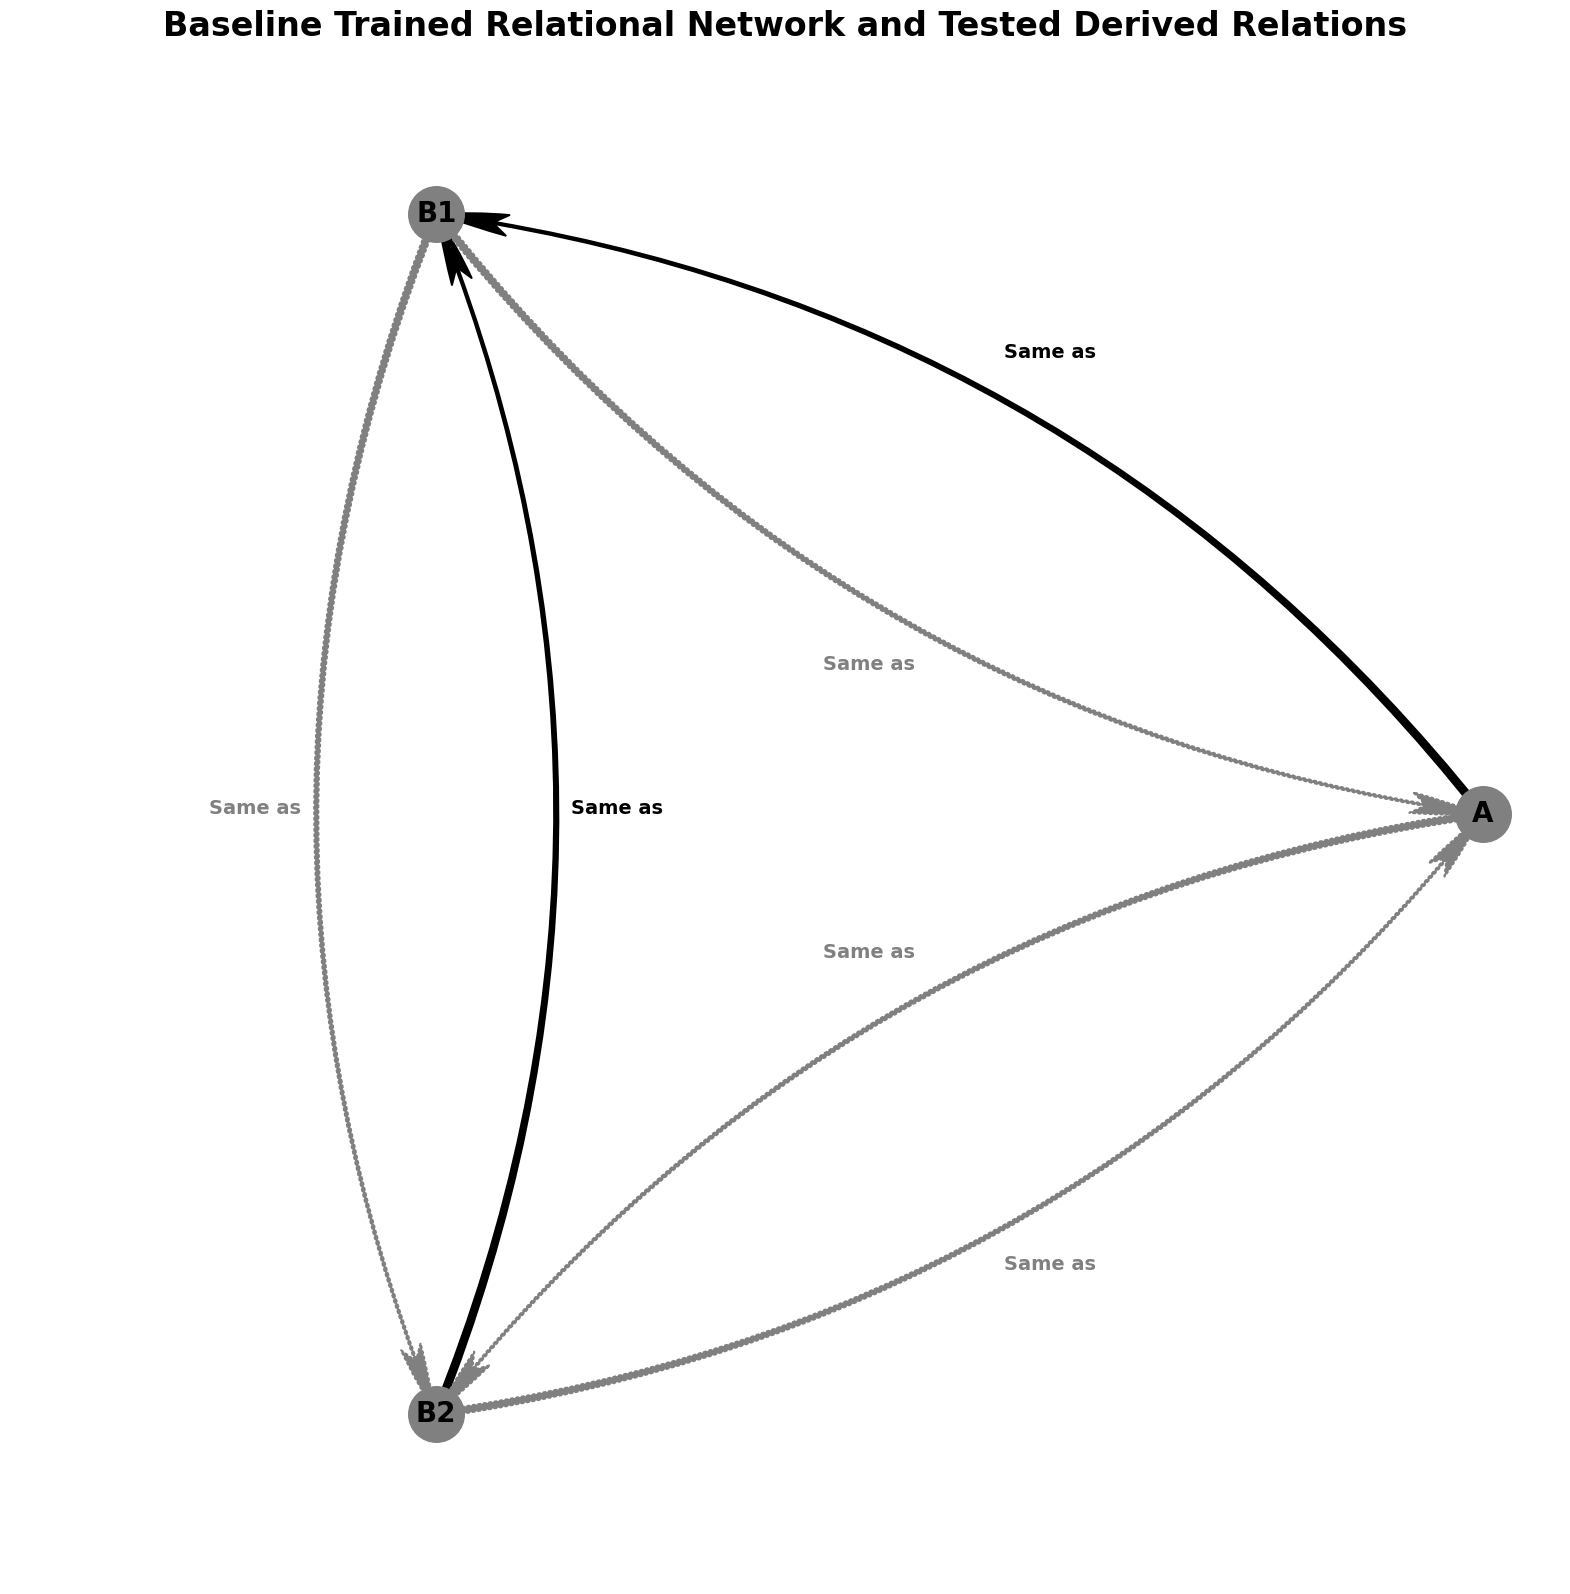 Baseline Trained Relational Network and Tested Derived Relations
B1
Same as
Same as
Same as
Same as
A
Same as
Same as
B2